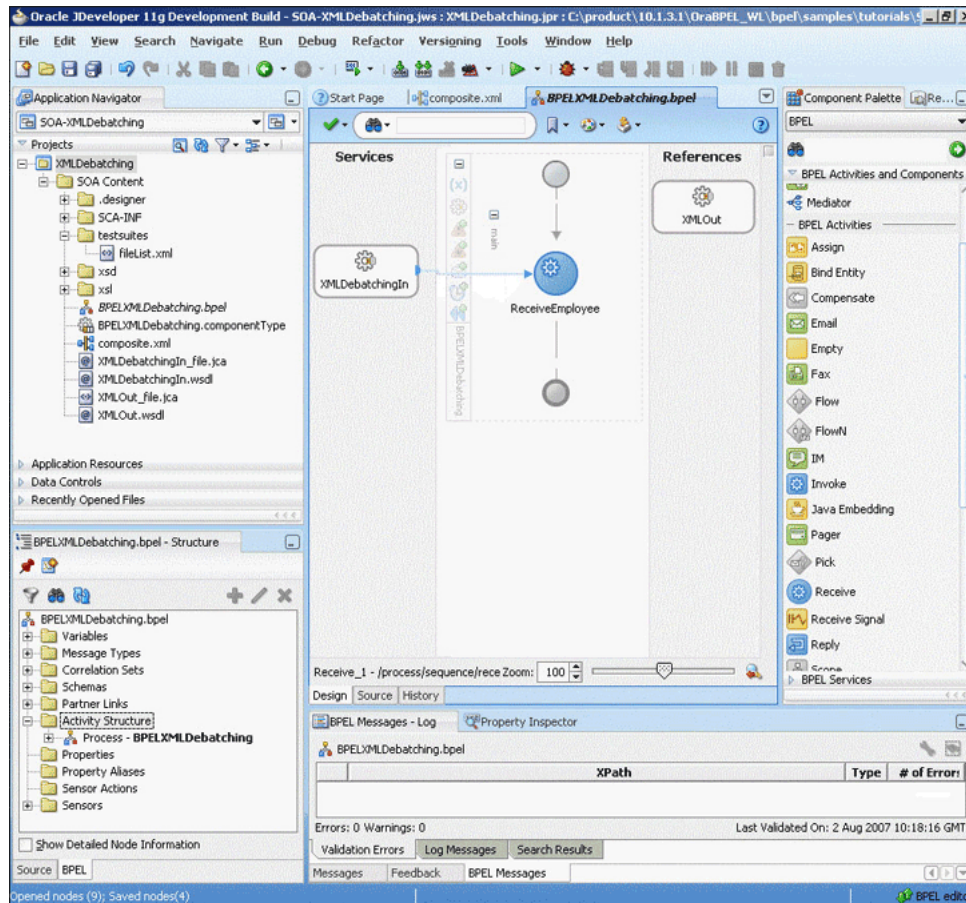 Oracle JDeveloper 11g Development Build - SOA-XMLDebatching.jws : XMLDebatching.jpr : C:\product\10.1.3.1\OraBPEL_WL\bpel\samples\tutorials\
File Edit View Search Navigate Run Debug Refactor Versioning Tools Window Help
Application Navigator
SOA-XMLDebatching
Projects
XMLDebatching
SOA Content
.designer
SCA-INF
testsuites
fileList.xml
xsd
xsl
BPELXMLDebatching.bpel
BPELXMLDebatching.componentType
composite.xml
XMLDebatchingIn_file.jca
XMLDebatchingIn.wsdl
XMLOut_file.jca
XMLOut.wsdl
Application Resources
Data Controls
Recently Opened Files
BPELXMLDebatching.bpel - Structure
BPELXMLDebatching.bpel
Variables
Message Types
Correlation Sets
Schemas
Partner Links
Activity Structure
Process - BPELXMLDebatching
Properties
Property Aliases
Sensor Actions
Sensors
Show Detailed Node Information
Source BPEL
Opened nodes (9); Saved nodes(4)
Start Page composite.xml BPELXMLDebatching.bpel
Services
References
(x)
main
XMLOut
XMLDebatchingIn
ReceiveEmployee
BPELXMLDebatching
Receive_1 - /process/sequence/rece Zoom: 100
Design Source History
BPEL Messages - Log Property Inspector
BPELXMLDebatching.bpel
XPath Type # of Error
Errors: 0 Warnings: 0 Last Validated On: 2 Aug 2007 10:18:16 GMT
Validation Errors Log Messages Search Results
Messages Feedback BPEL Messages
Component Palette Re...
BPEL
BPEL Activities and Components
Mediator
BPEL Activities
Assign
Bind Entity
Compensate
Email
Empty
Fax
Flow
FlowN
IM
Invoke
Java Embedding
Pager
Pick
Receive
Receive Signal
Reply
Scope
BPEL Services
BPEL edito